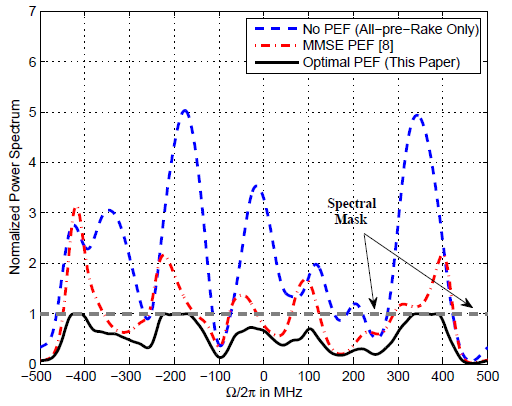 No PEF (All-pre-Rake Only)
MMSE PEF [8]
Optimal PEF (This Paper)
Spectral
Mask
Normalized Power Spectrum
7
6
5
4
3
2
1
0
−500 −400 −300 −200 −100 0 100 200 300 400 500
Ω/2π in MHz